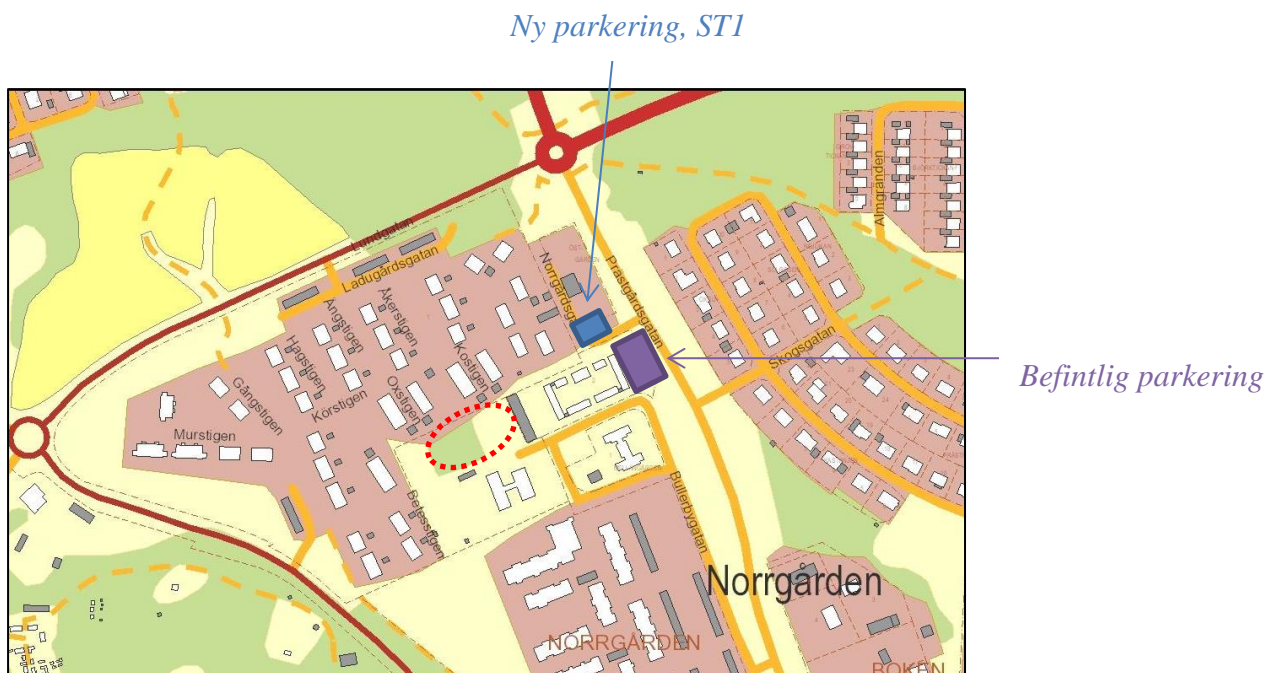 Ny parkering, ST1
Almgränden
Lundgatan
Ladugårdsgatan
Norrgårdsg
Prästgårdsgatan
Ängstigen
Åkerstigen
Hagstigen
Kostigen
Skogsgatan
Befintlig parkering
Gångstigen
Oxstigen
Körstigen
Murstigen
Betesstigen
Bullerbygatan
Norrgården
NORRGÅRDEN
BOKEN